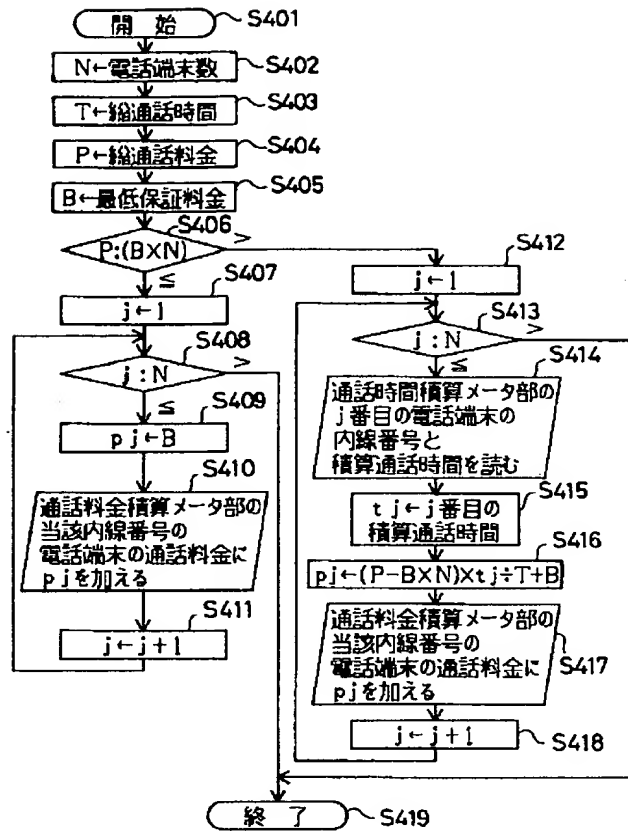 開始
S401
N←電話端末数
S402
T←総通話時間
S403
P←総通話料金
S404
B←最低保証料金
S405
P:(B×N)
S406
>
≦
j←1
S407
j:N
S408
>
≦
pj←B
S409
通話料金積算メータ部の
当該内線番号の
電話端末の通話料金に
pjを加える
S410
j←j+1
S411
j←1
S412
j:N
S413
>
≦
通話時間積算メータ部の
j番目の電話端末の
内線番号と
積算通話時間を読む
S414
tj←j番目の
積算通話時間
S415
pj←(P-B×N)×tj÷T+B
S416
通話料金積算メータ部の
当該内線番号の
電話端末の通話料金に
pjを加える
S417
j←j+1
S418
終了
S419